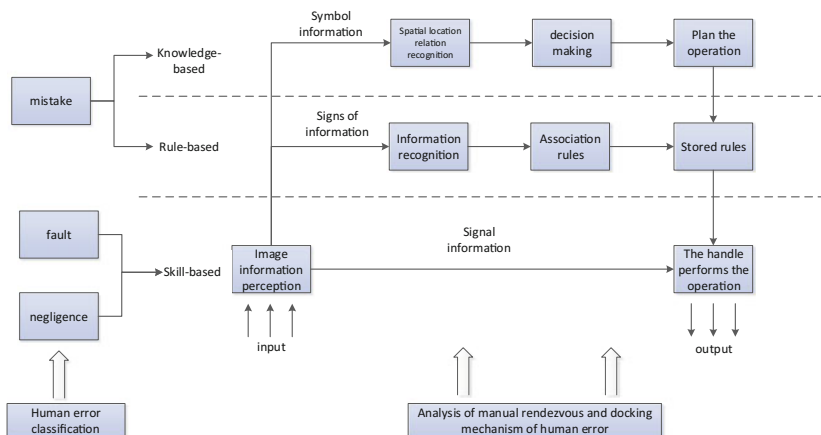 Symbol
information
Spatial location
relation
recognition
decision
making
Plan the
operation
Knowledge-
based
mistake
Signs of
information
Rule-based
Information
recognition
Association
rules
Stored rules
fault
Signal
information
Skill-based
Image
information
perception
The handle
performs the
operation
negligence
input
output
Human error
classification
Analysis of manual rendezvous and docking
mechanism of human error